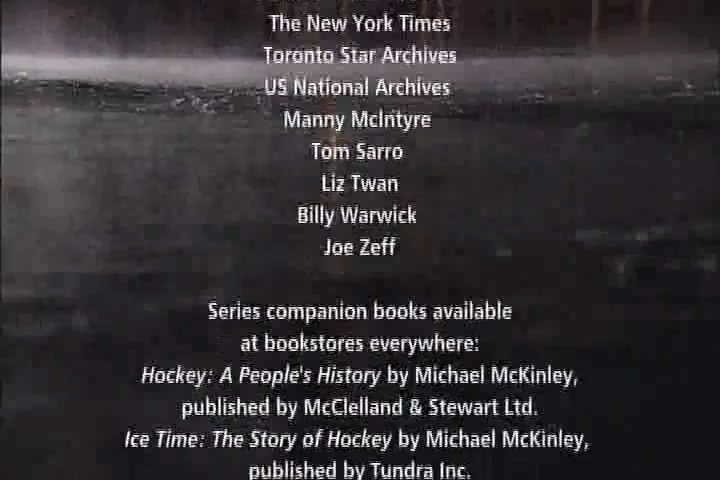 The New York Times
Toronto Star Archives
US National Archives
Manny McIntyre
Tom Sarro
Liz Twan
Billy Warwick
Joe Zeff
Series companion books available
at bookstores everywhere:
Hockey: A People's History by Michael McKinley,
published by McClelland & Stewart Ltd.
Ice Time: The Story of Hockey by Michael McKinley,
published by Tundra Inc.